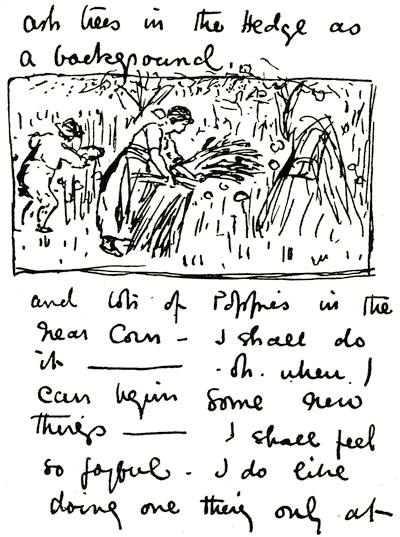 ash trees in the Hedge as
a background.
and lots of Poppies in the
near Corn - I shall do
it —— . oh. when I
can begin some new
things —— I shall feel
so joyful - I do like
doing one thing only at